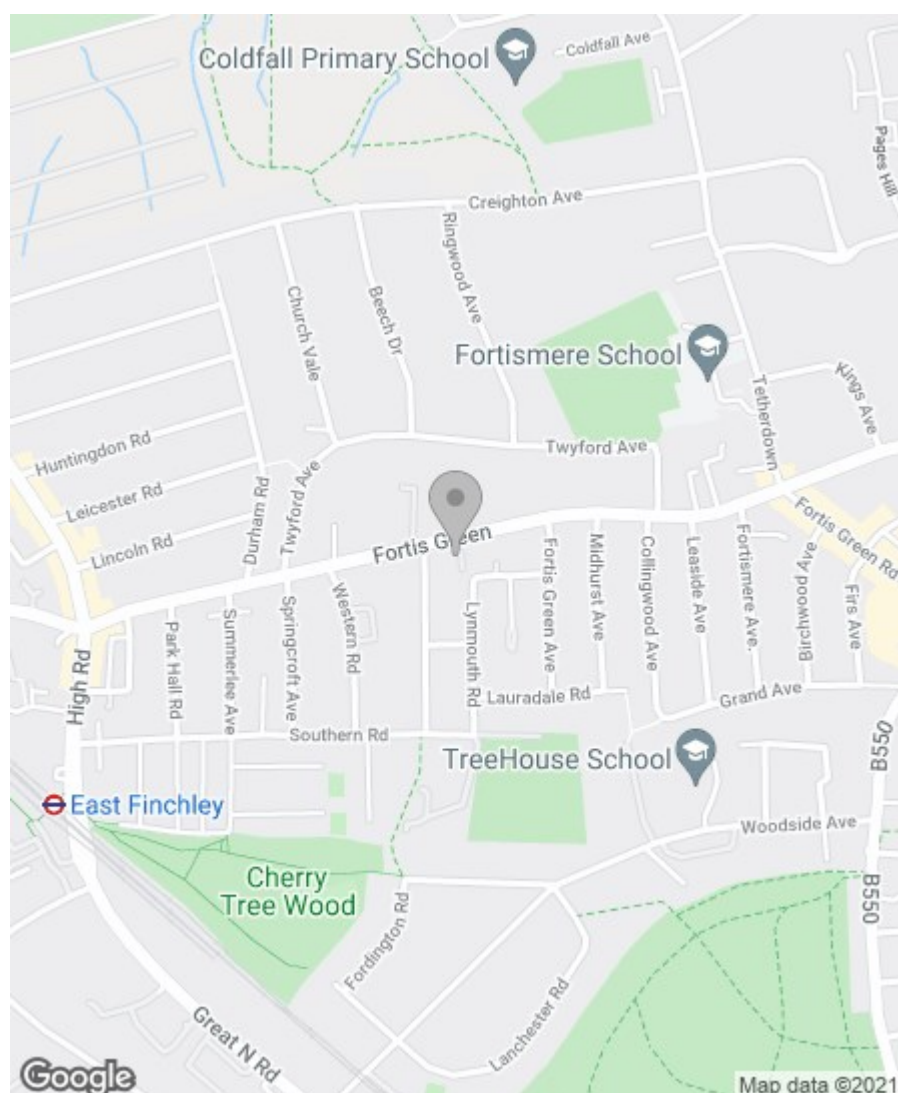 Coldfall Primary School
Coldfall Ave
Pages Hill
Creighton Ave
Ringwood Ave
Beech Dr
Church Vale
Fortismere School
Tetherdown
Kings Ave
Huntingdon Rd
Twyford Ave
Leicester Rd
Durham Rd
Twyford Ave
Lincoln Rd
Fortis Green
Fortis Green Rd
High Rd
Park Hall Rd
Summerlee Ave
Springcroft Ave
Western Rd
Lynmouth Rd
Fortis Green Ave
Midhurst Ave
Collingwood Ave
Leaside Ave
Fortismere Ave.
Birchwood Ave
Firs Ave
Lauradale Rd
Grand Ave
Southern Rd
B550
TreeHouse School
East Finchley
Woodside Ave
Cherry
Tree Wood
B550
Fordington Rd
Lanchester Rd
Great N Rd
Google
Map data ©2021